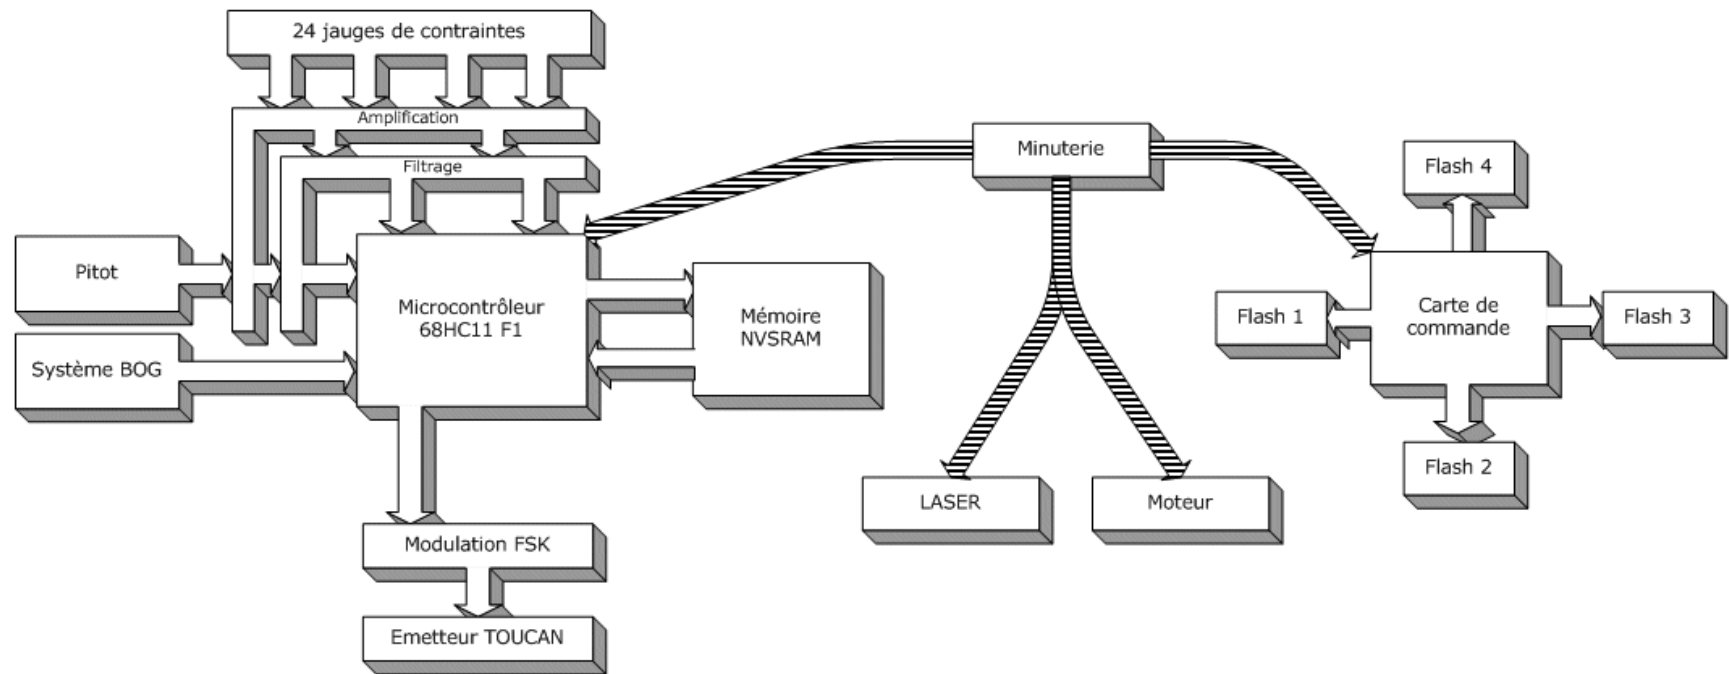 24 jauges de contraintes
Amplification
Filtrage
Minuterie
Flash 4
Pitot
Microcontrôleur
68HC11 F1
Mémoire
NVSRAM
Flash 1
Carte de
commande
Flash 3
Système BOG
Flash 2
LASER
Moteur
Modulation FSK
Emetteur TOUCAN